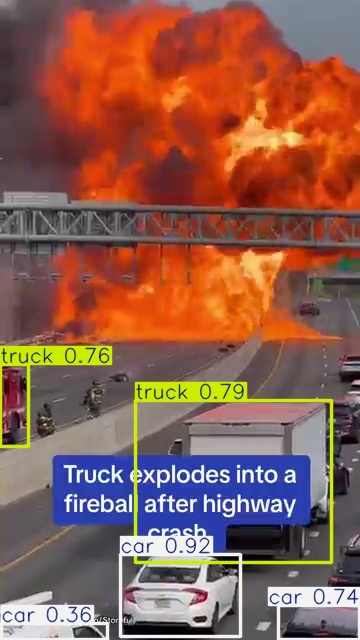 truck 0.76
truck 0.79
Truck explodes into a
fireball after highway
crash
car 0.92
car 0.74
car 0.36